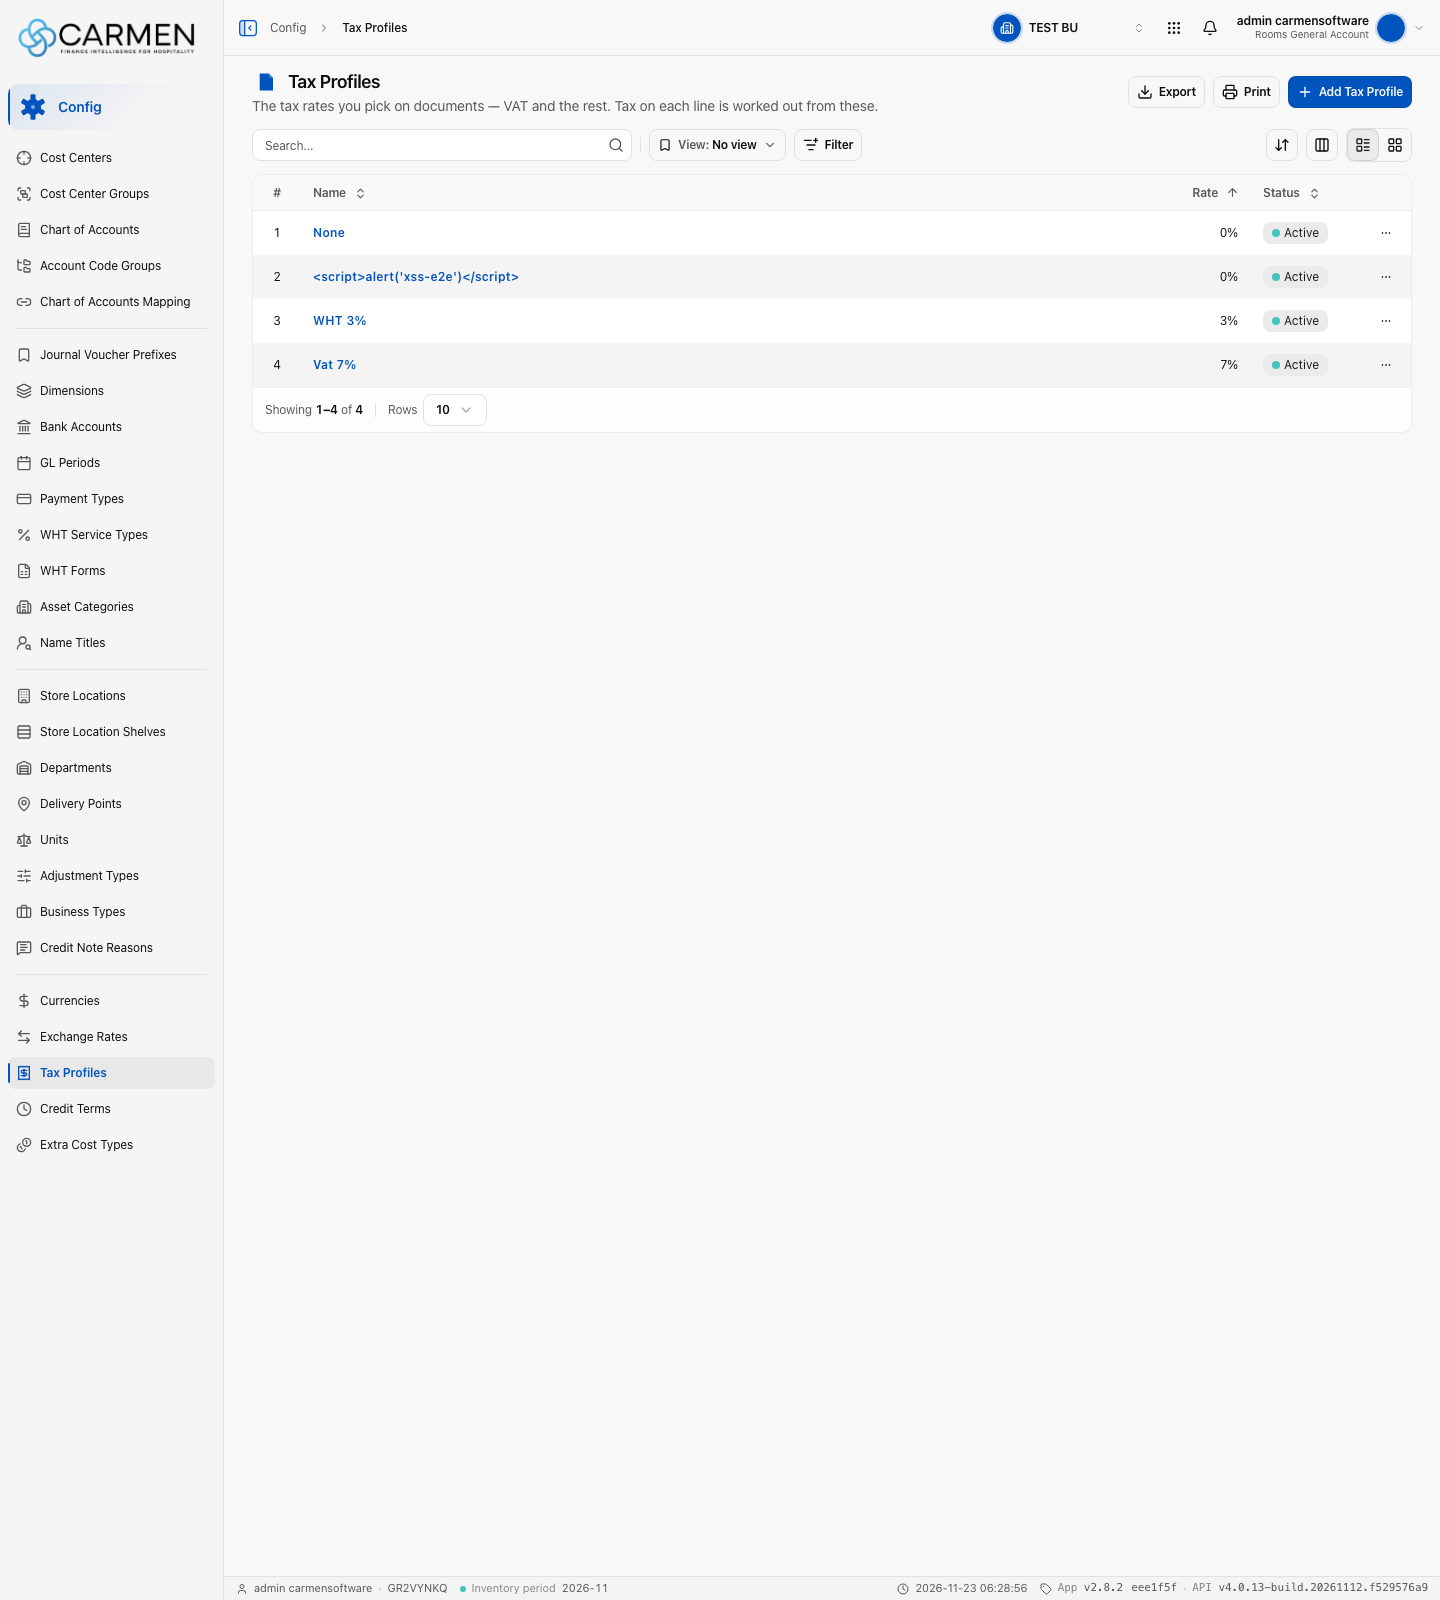 CARMEN
FINANCE INTELLIGENCE FOR HOSPITALITY
Config
Cost Centers
Cost Center Groups
Chart of Accounts
Account Code Groups
Chart of Accounts Mapping
Journal Voucher Prefixes
Dimensions
Bank Accounts
GL Periods
Payment Types
WHT Service Types
WHT Forms
Asset Categories
Name Titles
Store Locations
Store Location Shelves
Departments
Delivery Points
Units
Adjustment Types
Business Types
Credit Note Reasons
Currencies
Exchange Rates
Tax Profiles
Credit Terms
Extra Cost Types
Config > Tax Profiles
TEST BU
admin carmensoftware
Rooms General Account
Tax Profiles
The tax rates you pick on documents — VAT and the rest. Tax on each line is worked out from these.
Export
Print
Add Tax Profile
Search...
View: No view
Filter
# Name Rate Status
1 None 0% Active ...
2 <script>alert('xss-e2e')</script> 0% Active ...
3 WHT 3% 3% Active ...
4 Vat 7% 7% Active ...
Showing 1–4 of 4 Rows 10
admin carmensoftware · GR2VYNKQ Inventory period 2026-11 2026-11-23 06:28:56 App v2.8.2 eee1f5f · API v4.0.13-build.20261112.f529576a9